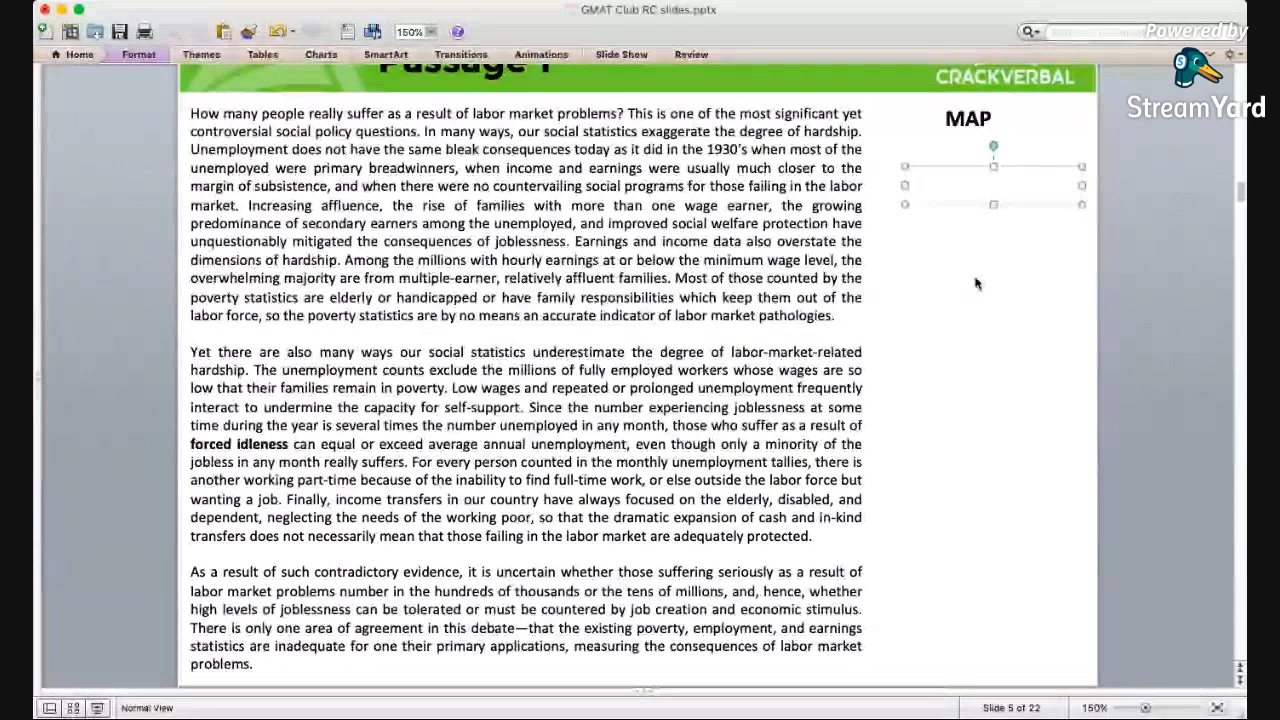 GMAT Club RC slides.pptx
150%
Powered by
Home Format Themes Tables Charts SmartArt Transitions Animations Slide Show Review
StreamYard
Passage 1
CRACKVERBAL
MAP
How many people really suffer as a result of labor market problems? This is one of the most significant yet
controversial social policy questions. In many ways, our social statistics exaggerate the degree of hardship.
Unemployment does not have the same bleak consequences today as it did in the 1930's when most of the
unemployed were primary breadwinners, when income and earnings were usually much closer to the
margin of subsistence, and when there were no countervailing social programs for those failing in the labor
market. Increasing affluence, the rise of families with more than one wage earner, the growing
predominance of secondary earners among the unemployed, and improved social welfare protection have
unquestionably mitigated the consequences of joblessness. Earnings and income data also overstate the
dimensions of hardship. Among the millions with hourly earnings at or below the minimum wage level, the
overwhelming majority are from multiple-earner, relatively affluent families. Most of those counted by the
poverty statistics are elderly or handicapped or have family responsibilities which keep them out of the
labor force, so the poverty statistics are by no means an accurate indicator of labor market pathologies.
Yet there are also many ways our social statistics underestimate the degree of labor-market-related
hardship. The unemployment counts exclude the millions of fully employed workers whose wages are so
low that their families remain in poverty. Low wages and repeated or prolonged unemployment frequently
interact to undermine the capacity for self-support. Since the number experiencing joblessness at some
time during the year is several times the number unemployed in any month, those who suffer as a result of
forced idleness can equal or exceed average annual unemployment, even though only a minority of the
jobless in any month really suffers. For every person counted in the monthly unemployment tallies, there is
another working part-time because of the inability to find full-time work, or else outside the labor force but
wanting a job. Finally, income transfers in our country have always focused on the elderly, disabled, and
dependent, neglecting the needs of the working poor, so that the dramatic expansion of cash and in-kind
transfers does not necessarily mean that those failing in the labor market are adequately protected.
As a result of such contradictory evidence, it is uncertain whether those suffering seriously as a result of
labor market problems number in the hundreds of thousands or the tens of millions, and, hence, whether
high levels of joblessness can be tolerated or must be countered by job creation and economic stimulus.
There is only one area of agreement in this debate—that the existing poverty, employment, and earnings
statistics are inadequate for one their primary applications, measuring the consequences of labor market
problems.
Normal View
Slide 5 of 22
150%